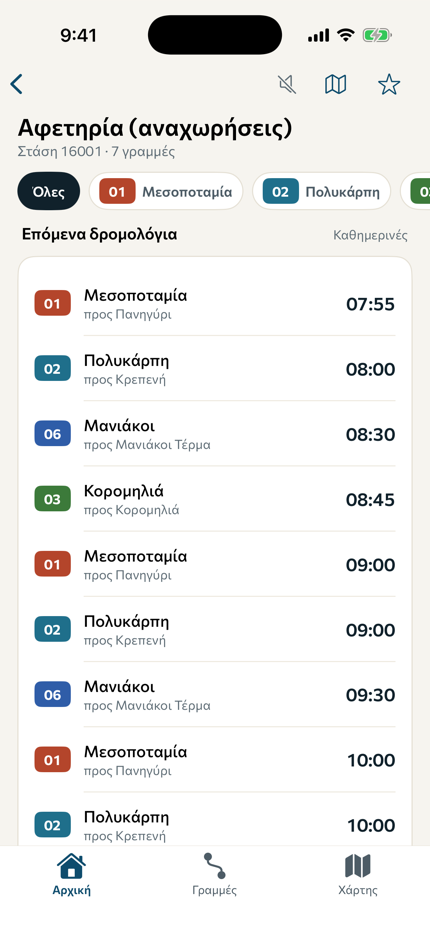 9:41
Αφετηρία (αναχωρήσεις)
Στάση 16001 · 7 γραμμές
Όλες
01 Μεσοποταμία
02 Πολυκάρπη
Επόμενα δρομολόγια
Καθημερινές
01 Μεσοποταμία 07:55
προς Πανηγύρι
02 Πολυκάρπη 08:00
προς Κρεπενή
06 Μανιάκοι 08:30
προς Μανιάκοι Τέρμα
03 Κορομηλιά 08:45
προς Κορομηλιά
01 Μεσοποταμία 09:00
προς Πανηγύρι
02 Πολυκάρπη 09:00
προς Κρεπενή
06 Μανιάκοι 09:30
προς Μανιάκοι Τέρμα
01 Μεσοποταμία 10:00
προς Πανηγύρι
02 Πολυκάρπη 10:00
προς Κρεπενή
Αρχική
Γραμμές
Χάρτης